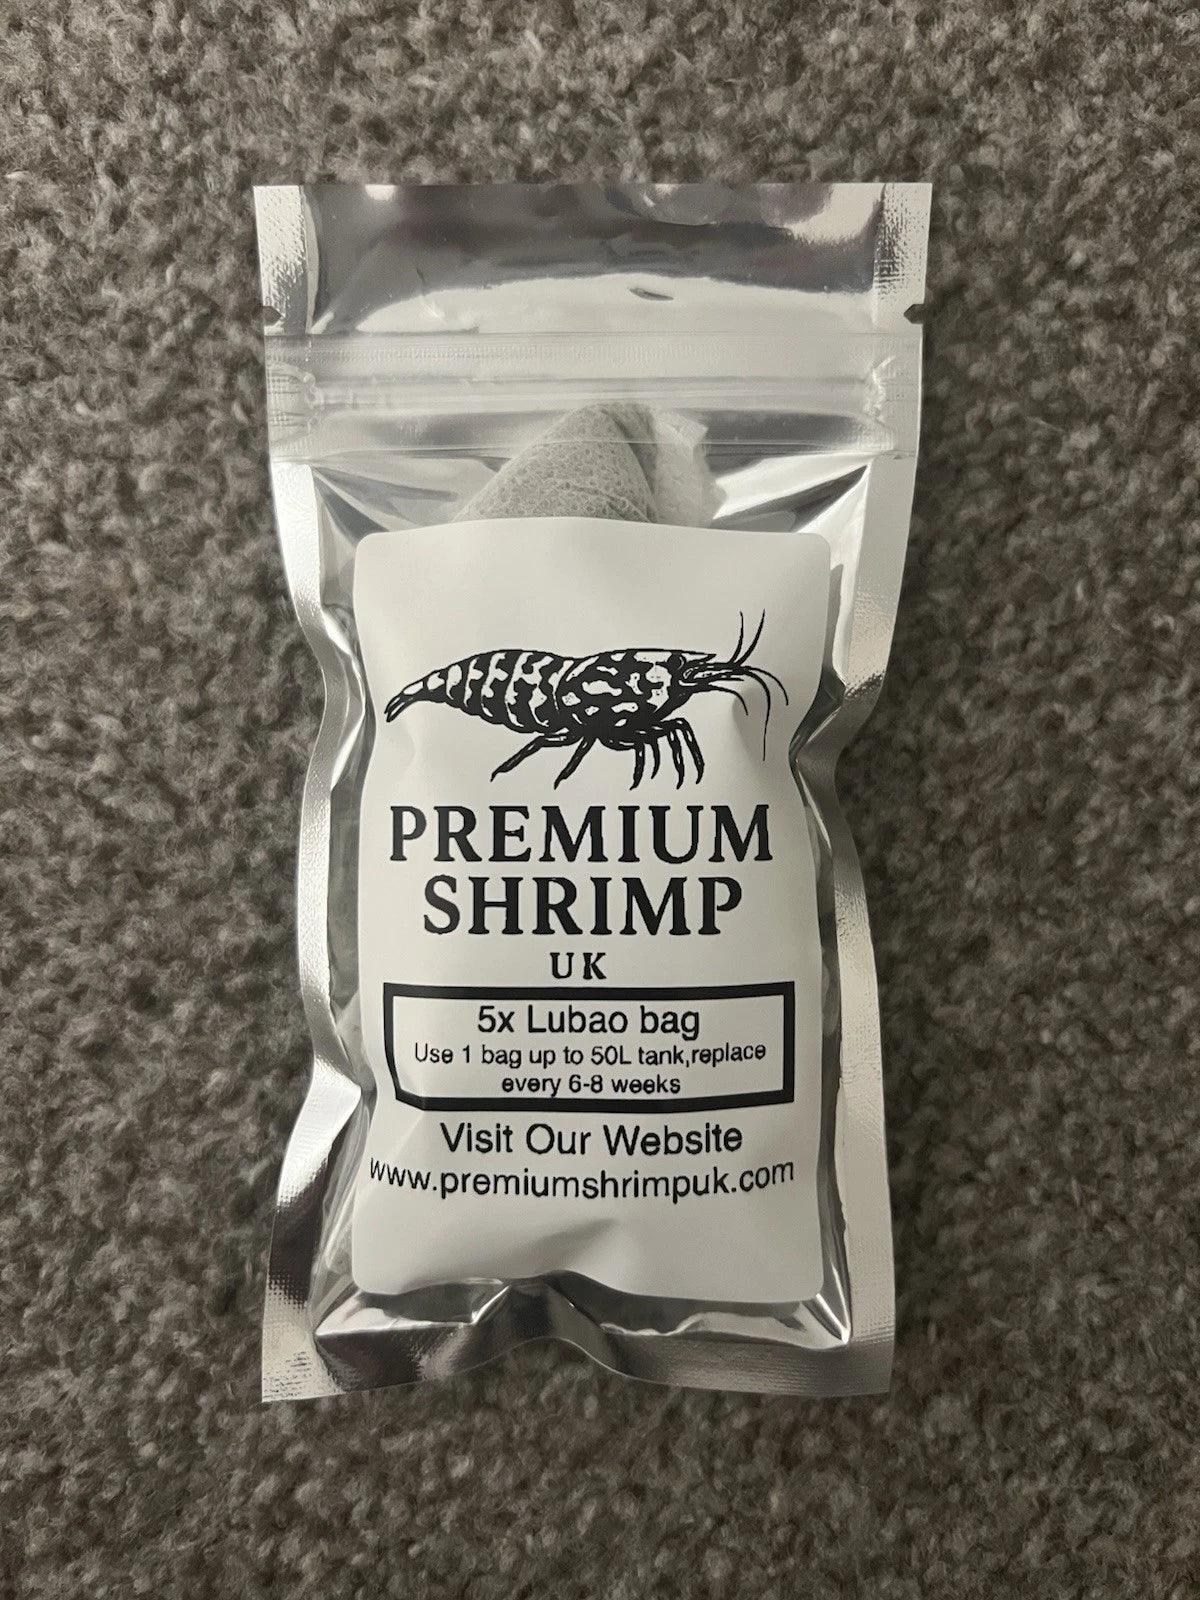 PREMIUM
SHRIMP
UK
5x Lubao bag
Use 1 bag up to 50L tank,replace
every 6-8 weeks
Visit Our Website
www.premiumshrimpuk.com